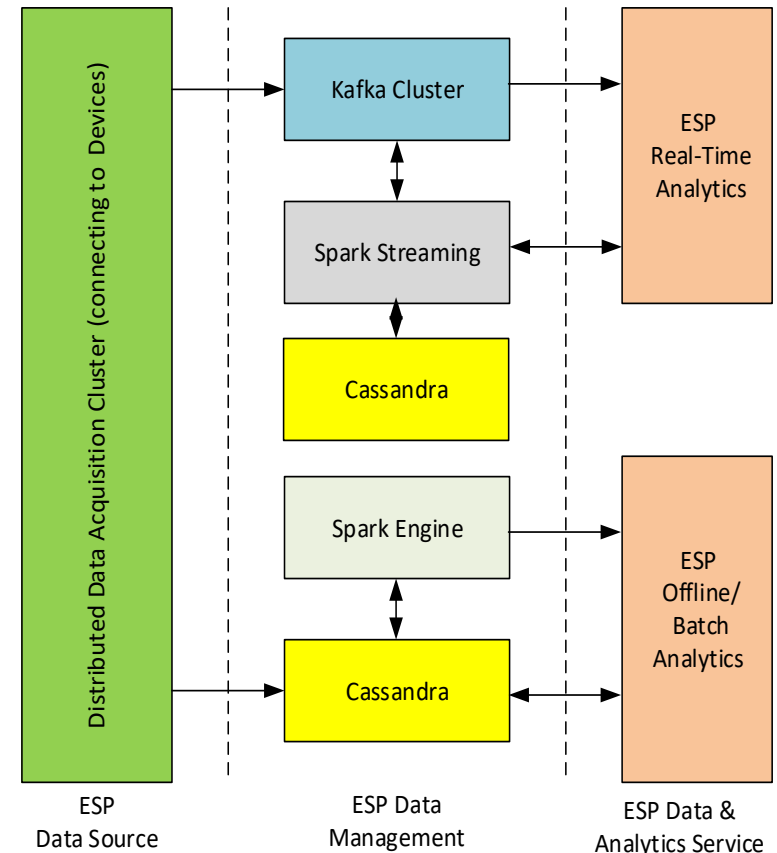 Distributed Data Acquisition Cluster (connecting to Devices)
Kafka Cluster
Spark Streaming
Cassandra
Spark Engine
Cassandra
ESP
Real-Time
Analytics
ESP
Offline/
Batch
Analytics
ESP
Data Source
ESP Data
Management
ESP Data &
Analytics Service